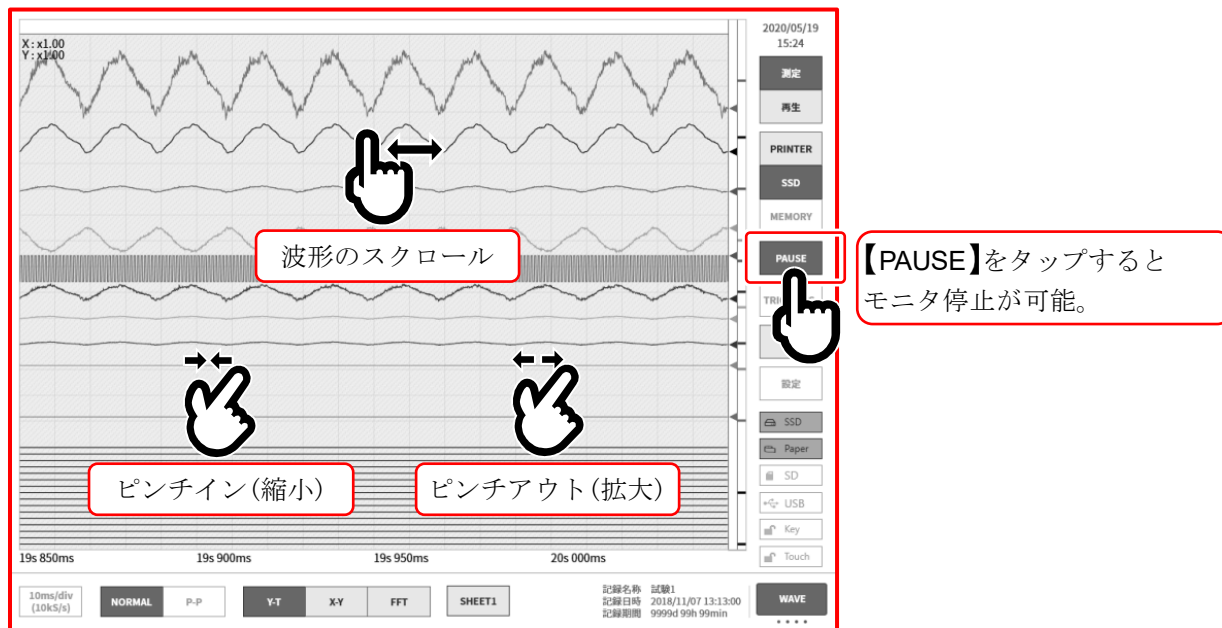 X : x1.00
Y : x1.00
2020/05/19
15:24
測定
再生
PRINTER
SSD
MEMORY
PAUSE
【PAUSE】をタップすると
モニタ停止が可能。
波形のスクロール
設定
SSD
Paper
SD
USB
Key
Touch
ピンチイン(縮小)
ピンチアウト(拡大)
19s 850ms
19s 900ms
19s 950ms
20s 000ms
10ms/div
(10kS/s)
NORMAL
P-P
Y-T
X-Y
FFT
SHEET1
記録名称 試験1
記録日時 2018/11/07 13:13:00
記録期間 9999d 99h 99min
WAVE